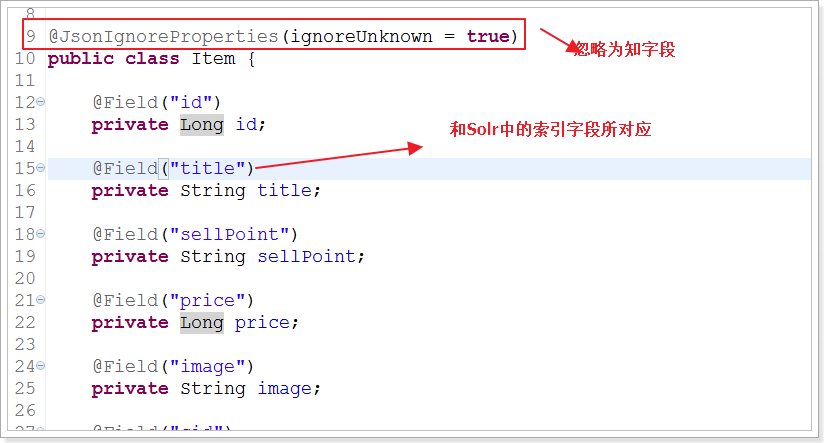 8
9 @JsonIgnoreProperties(ignoreUnknown = true) 忽略为知字段
10 public class Item {
11
12 @Field("id")
13 private Long id;
14 和Solr中的索引字段所对应
15 @Field("title")
16 private String title;
17
18 @Field("sellPoint")
19 private String sellPoint;
20
21 @Field("price")
22 private Long price;
23
24 @Field("image")
25 private String image;
26
27 @Field("cid")